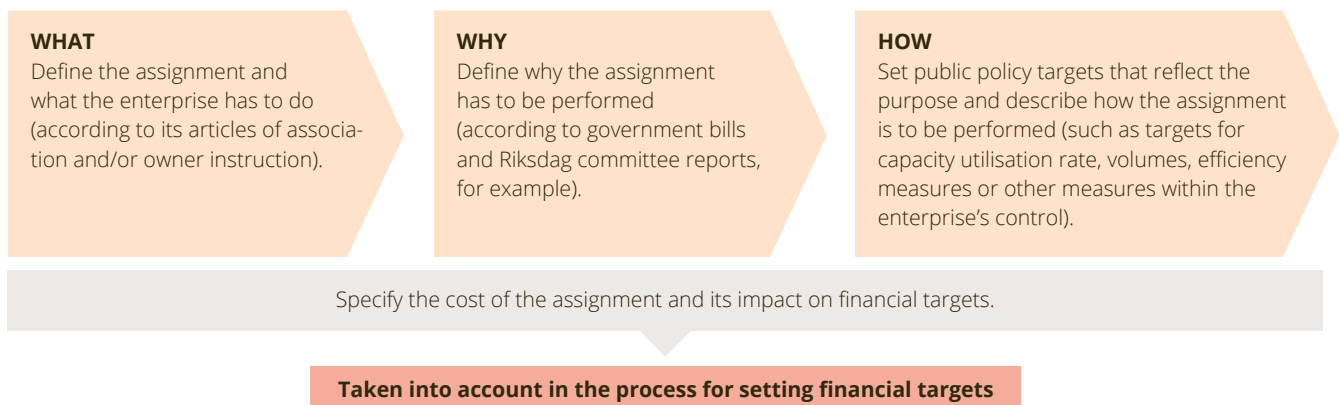 WHAT
Define the assignment and
what the enterprise has to do
(according to its articles of associa-
tion and/or owner instruction).
WHY
Define why the assignment
has to be performed
(according to government bills
and Riksdag committee reports,
for example).
HOW
Set public policy targets that reflect the
purpose and describe how the assignment
is to be performed (such as targets for
capacity utilisation rate, volumes, efficiency
measures or other measures within the
enterprise’s control).
Specify the cost of the assignment and its impact on financial targets.
Taken into account in the process for setting financial targets